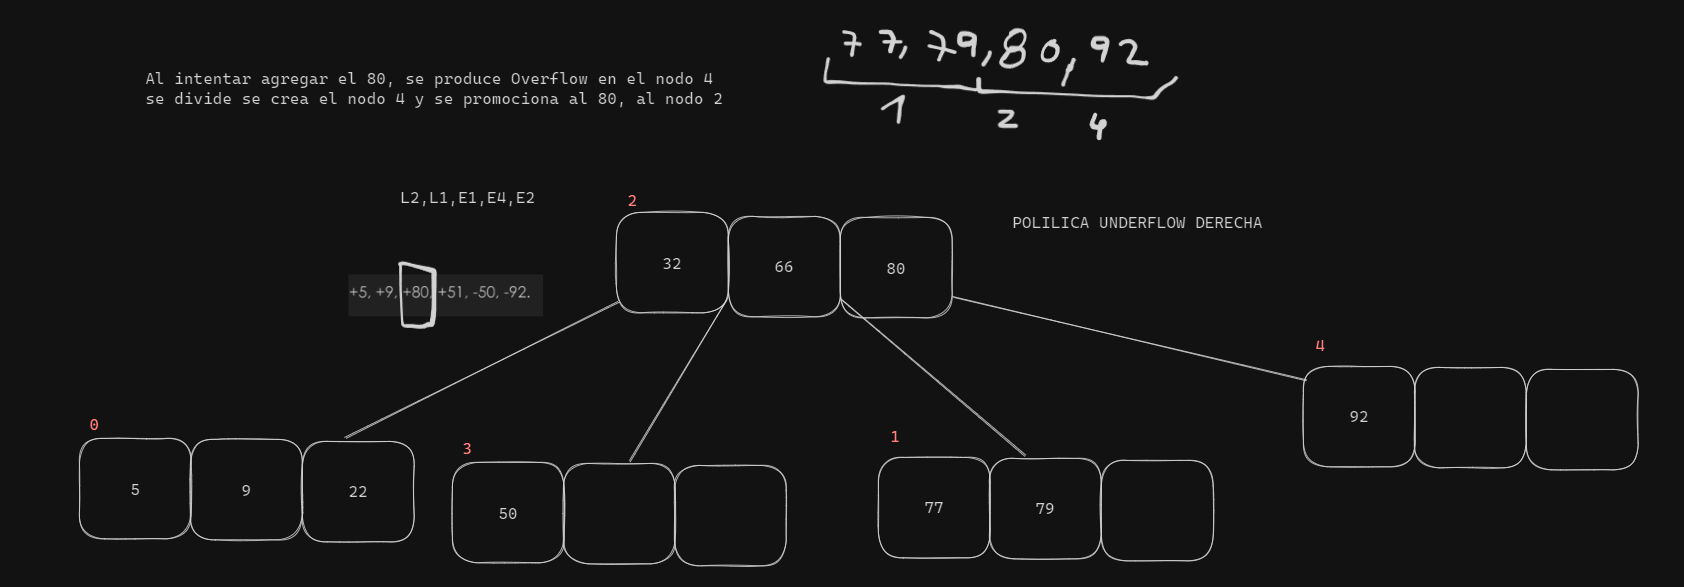 77, 79, 80, 92
Al intentar agregar el 80, se produce Overflow en el nodo 4
se divide se crea el nodo 4 y se promociona al 80, al nodo 2
1 2 4
L2,L1,E1,E4,E2
2
POLILICA UNDERFLOW DERECHA
32 66 80
+5, +9, +80, +51, -50, -92.
4
92
0
5 9 22
3
50
1
77 79